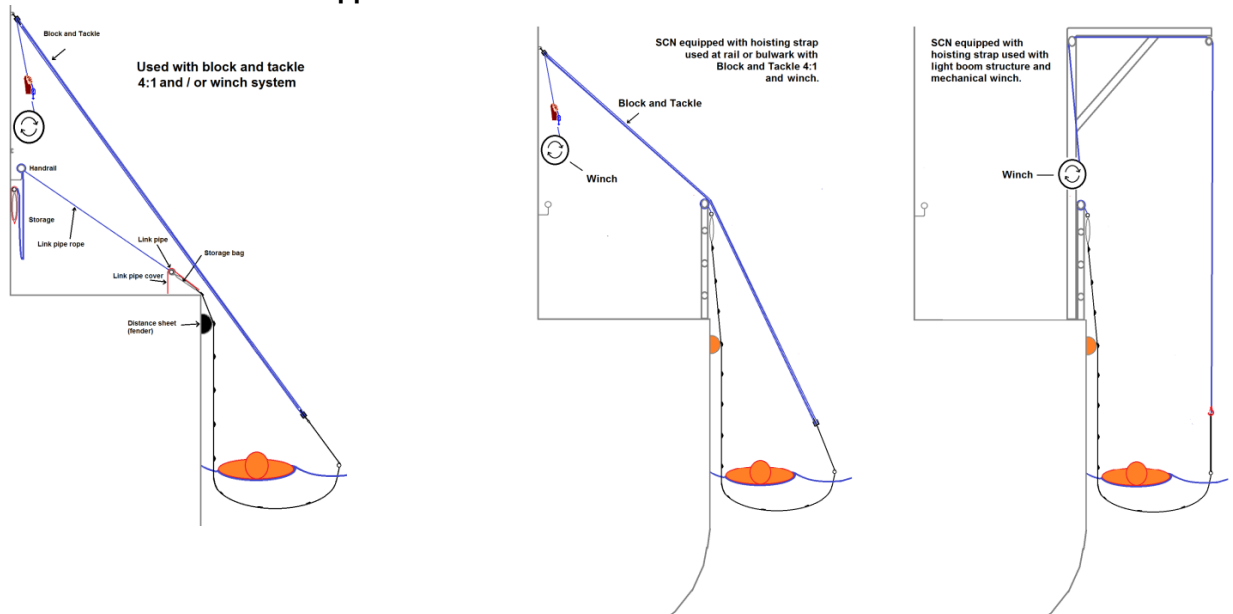 Block and Tackle
Used with block and tackle
4:1 and / or winch system
Handrail
Storage
Link pipe rope
Link pipe
Storage bag
Link pipe cover
Distance sheet
(fender)
SCN equipped with hoisting strap
used at rail or bulwark with
Block and Tackle 4:1
and winch.
Block and Tackle
Winch
SCN equipped with
hoisting strap used with
light boom structure and
mechanical winch.
Winch